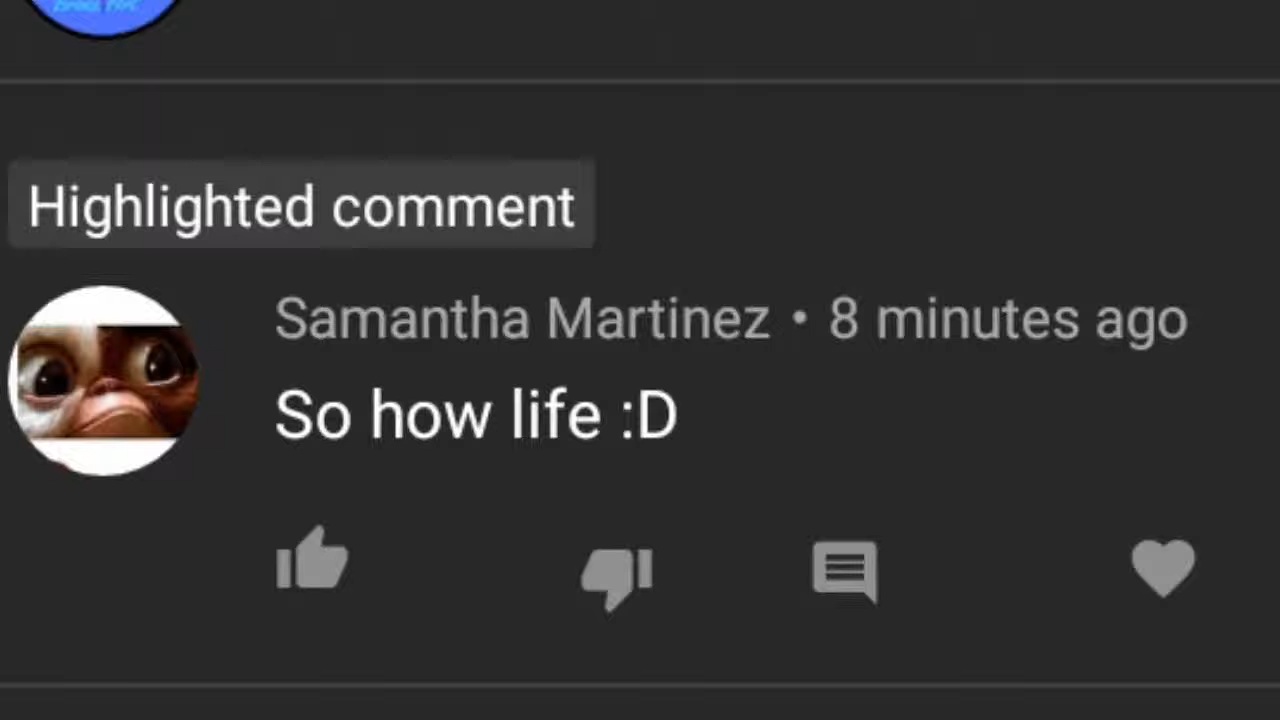 Highlighted comment
Samantha Martinez • 8 minutes ago
So how life :D